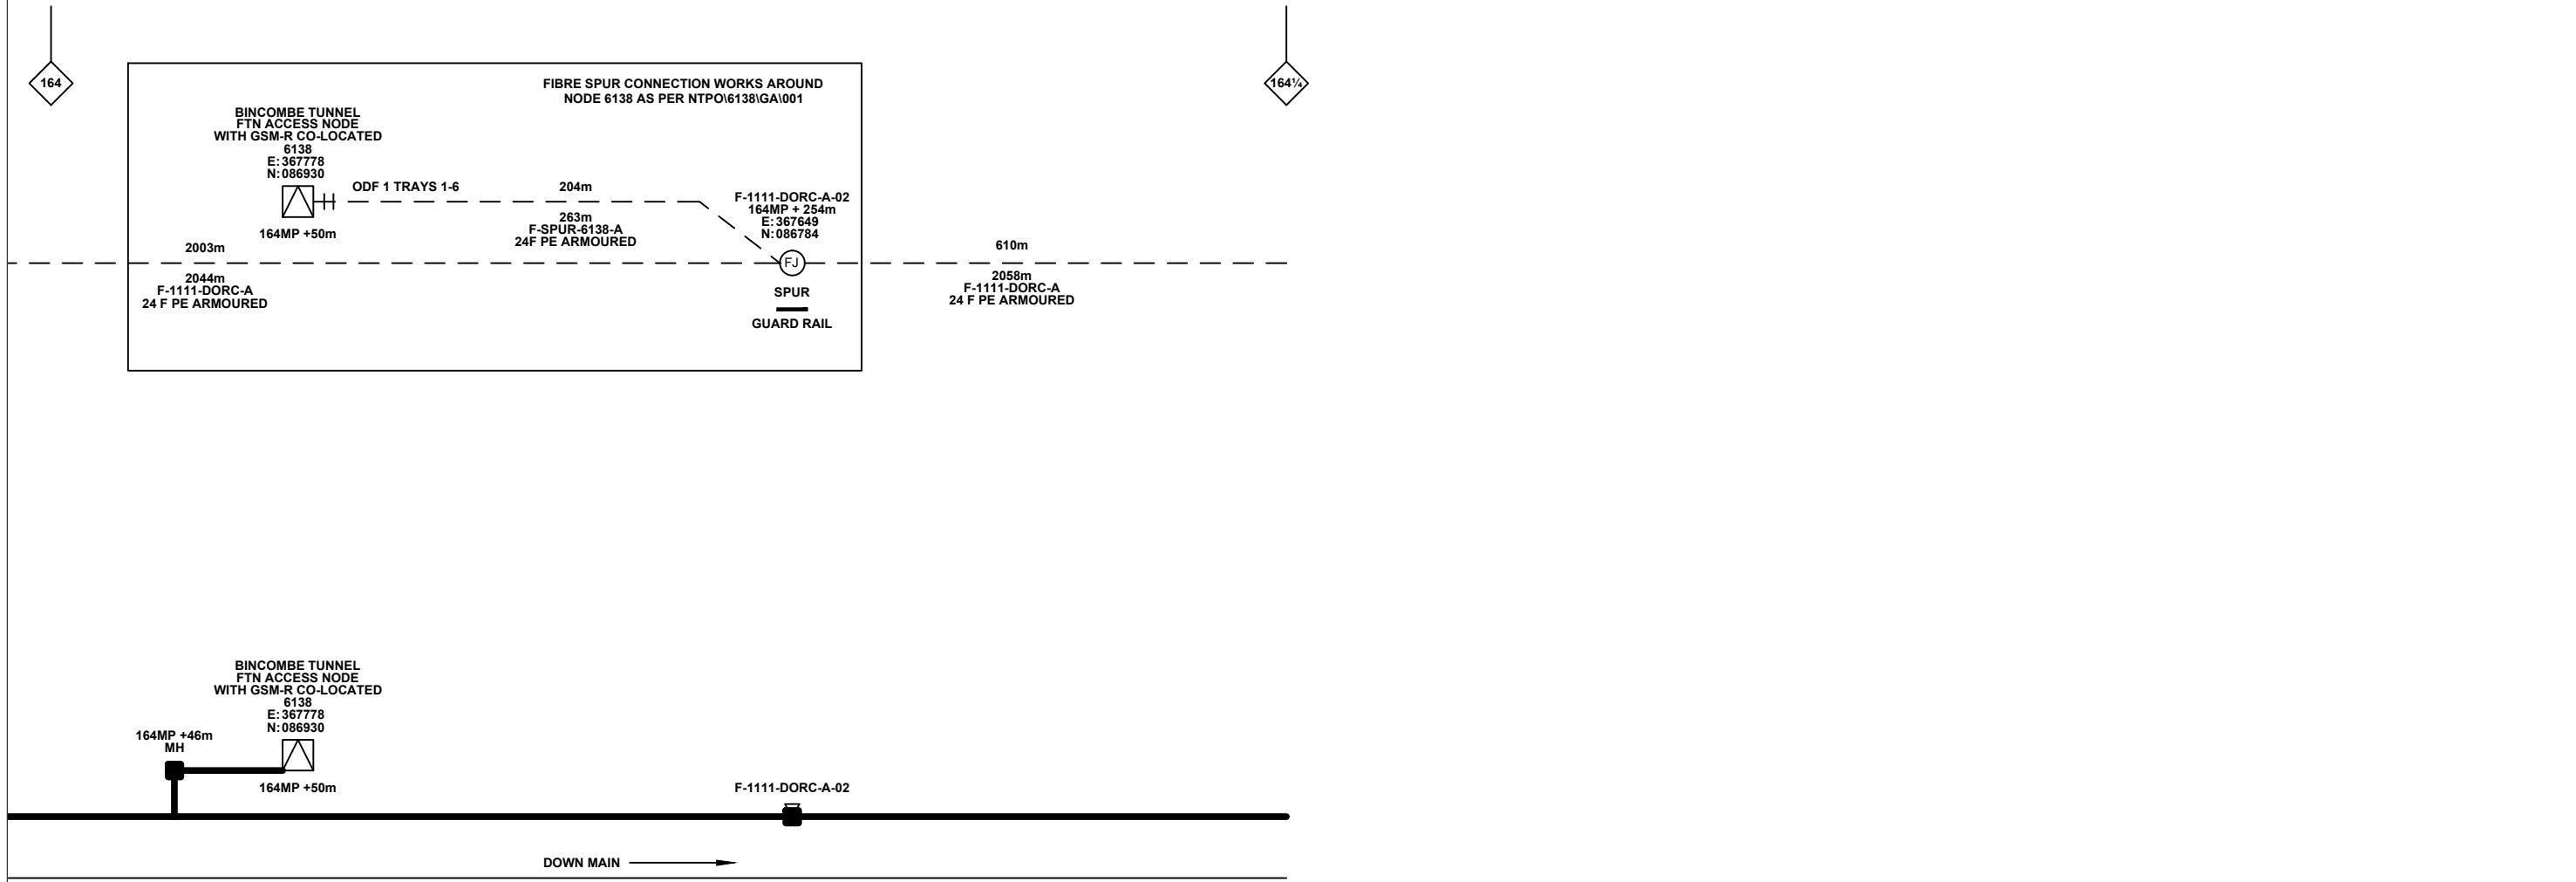 164
164¼
FIBRE SPUR CONNECTION WORKS AROUND
NODE 6138 AS PER NTPO\6138\GA\001
BINCOMBE TUNNEL
FTN ACCESS NODE
WITH GSM-R CO-LOCATED
6138
E: 367778
N: 086930
164MP +50m
ODF 1 TRAYS 1-6
204m
263m
F-SPUR-6138-A
24F PE ARMOURED
F-1111-DORC-A-02
164MP + 254m
E: 367649
N: 086784
FJ
SPUR
GUARD RAIL
2003m
2044m
F-1111-DORC-A
24 F PE ARMOURED
610m
2058m
F-1111-DORC-A
24 F PE ARMOURED
BINCOMBE TUNNEL
FTN ACCESS NODE
WITH GSM-R CO-LOCATED
6138
E: 367778
N: 086930
164MP +46m
MH
164MP +50m
F-1111-DORC-A-02
DOWN MAIN